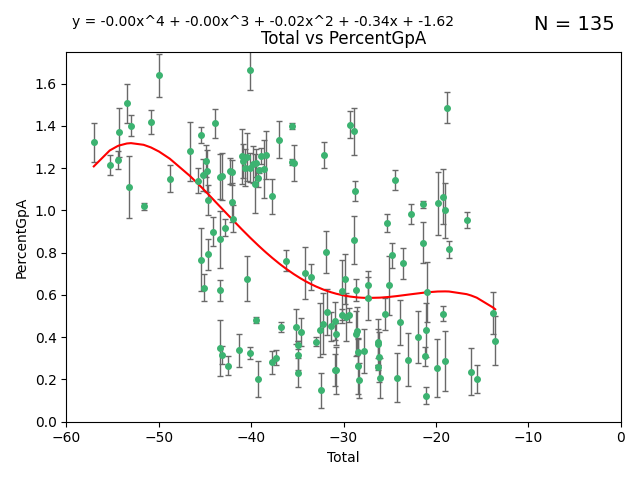 y = -0.00x^4 + -0.00x^3 + -0.02x^2 + -0.34x + -1.62
N = 135
Total vs PercentGpA
PercentGpA
1.6
1.4
1.2
1.0
0.8
0.6
0.4
0.2
0.0
−60 −50 −40 −30 −20 −10 0
Total